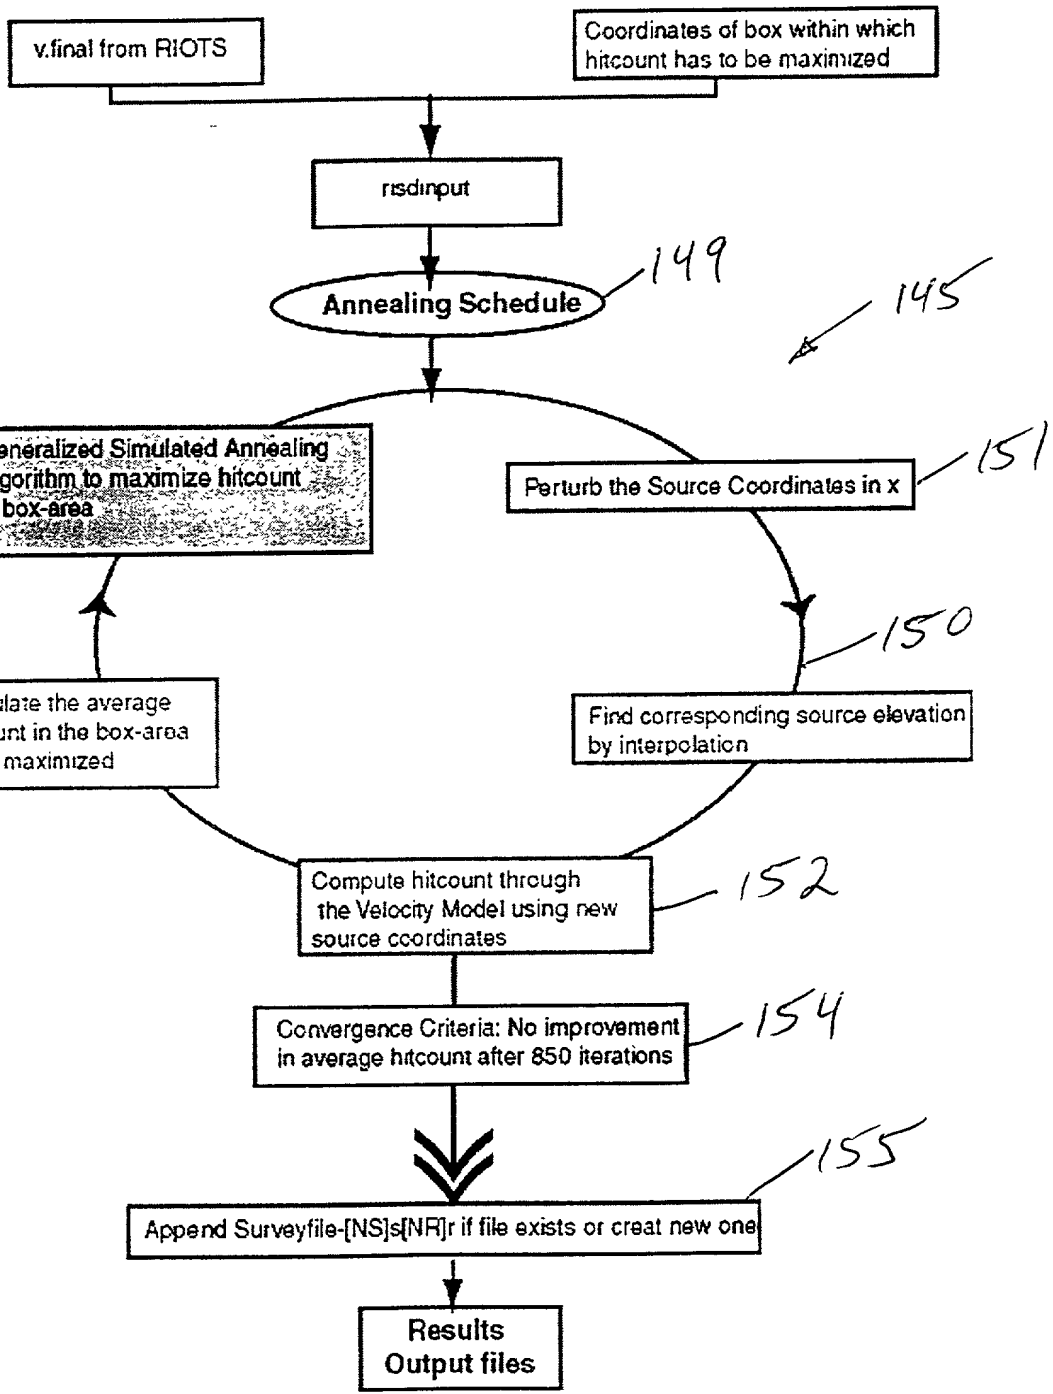 v.final from RIOTS
Coordinates of box within which
hitcount has to be maximized
risdinput
Annealing Schedule
149
145
eneralized Simulated Annealing
gorithm to maximize hitcount
box-area
Perturb the Source Coordinates in x
151
150
ulate the average
unt in the box-area
maximized
Find corresponding source elevation
by interpolation
Compute hitcount through
the Velocity Model using new
source coordinates
152
Convergence Criteria: No improvement
in average hitcount after 850 iterations
154
155
Append Surveyfile-[NS]s[NR]r if file exists or creat new one
Results
Output files